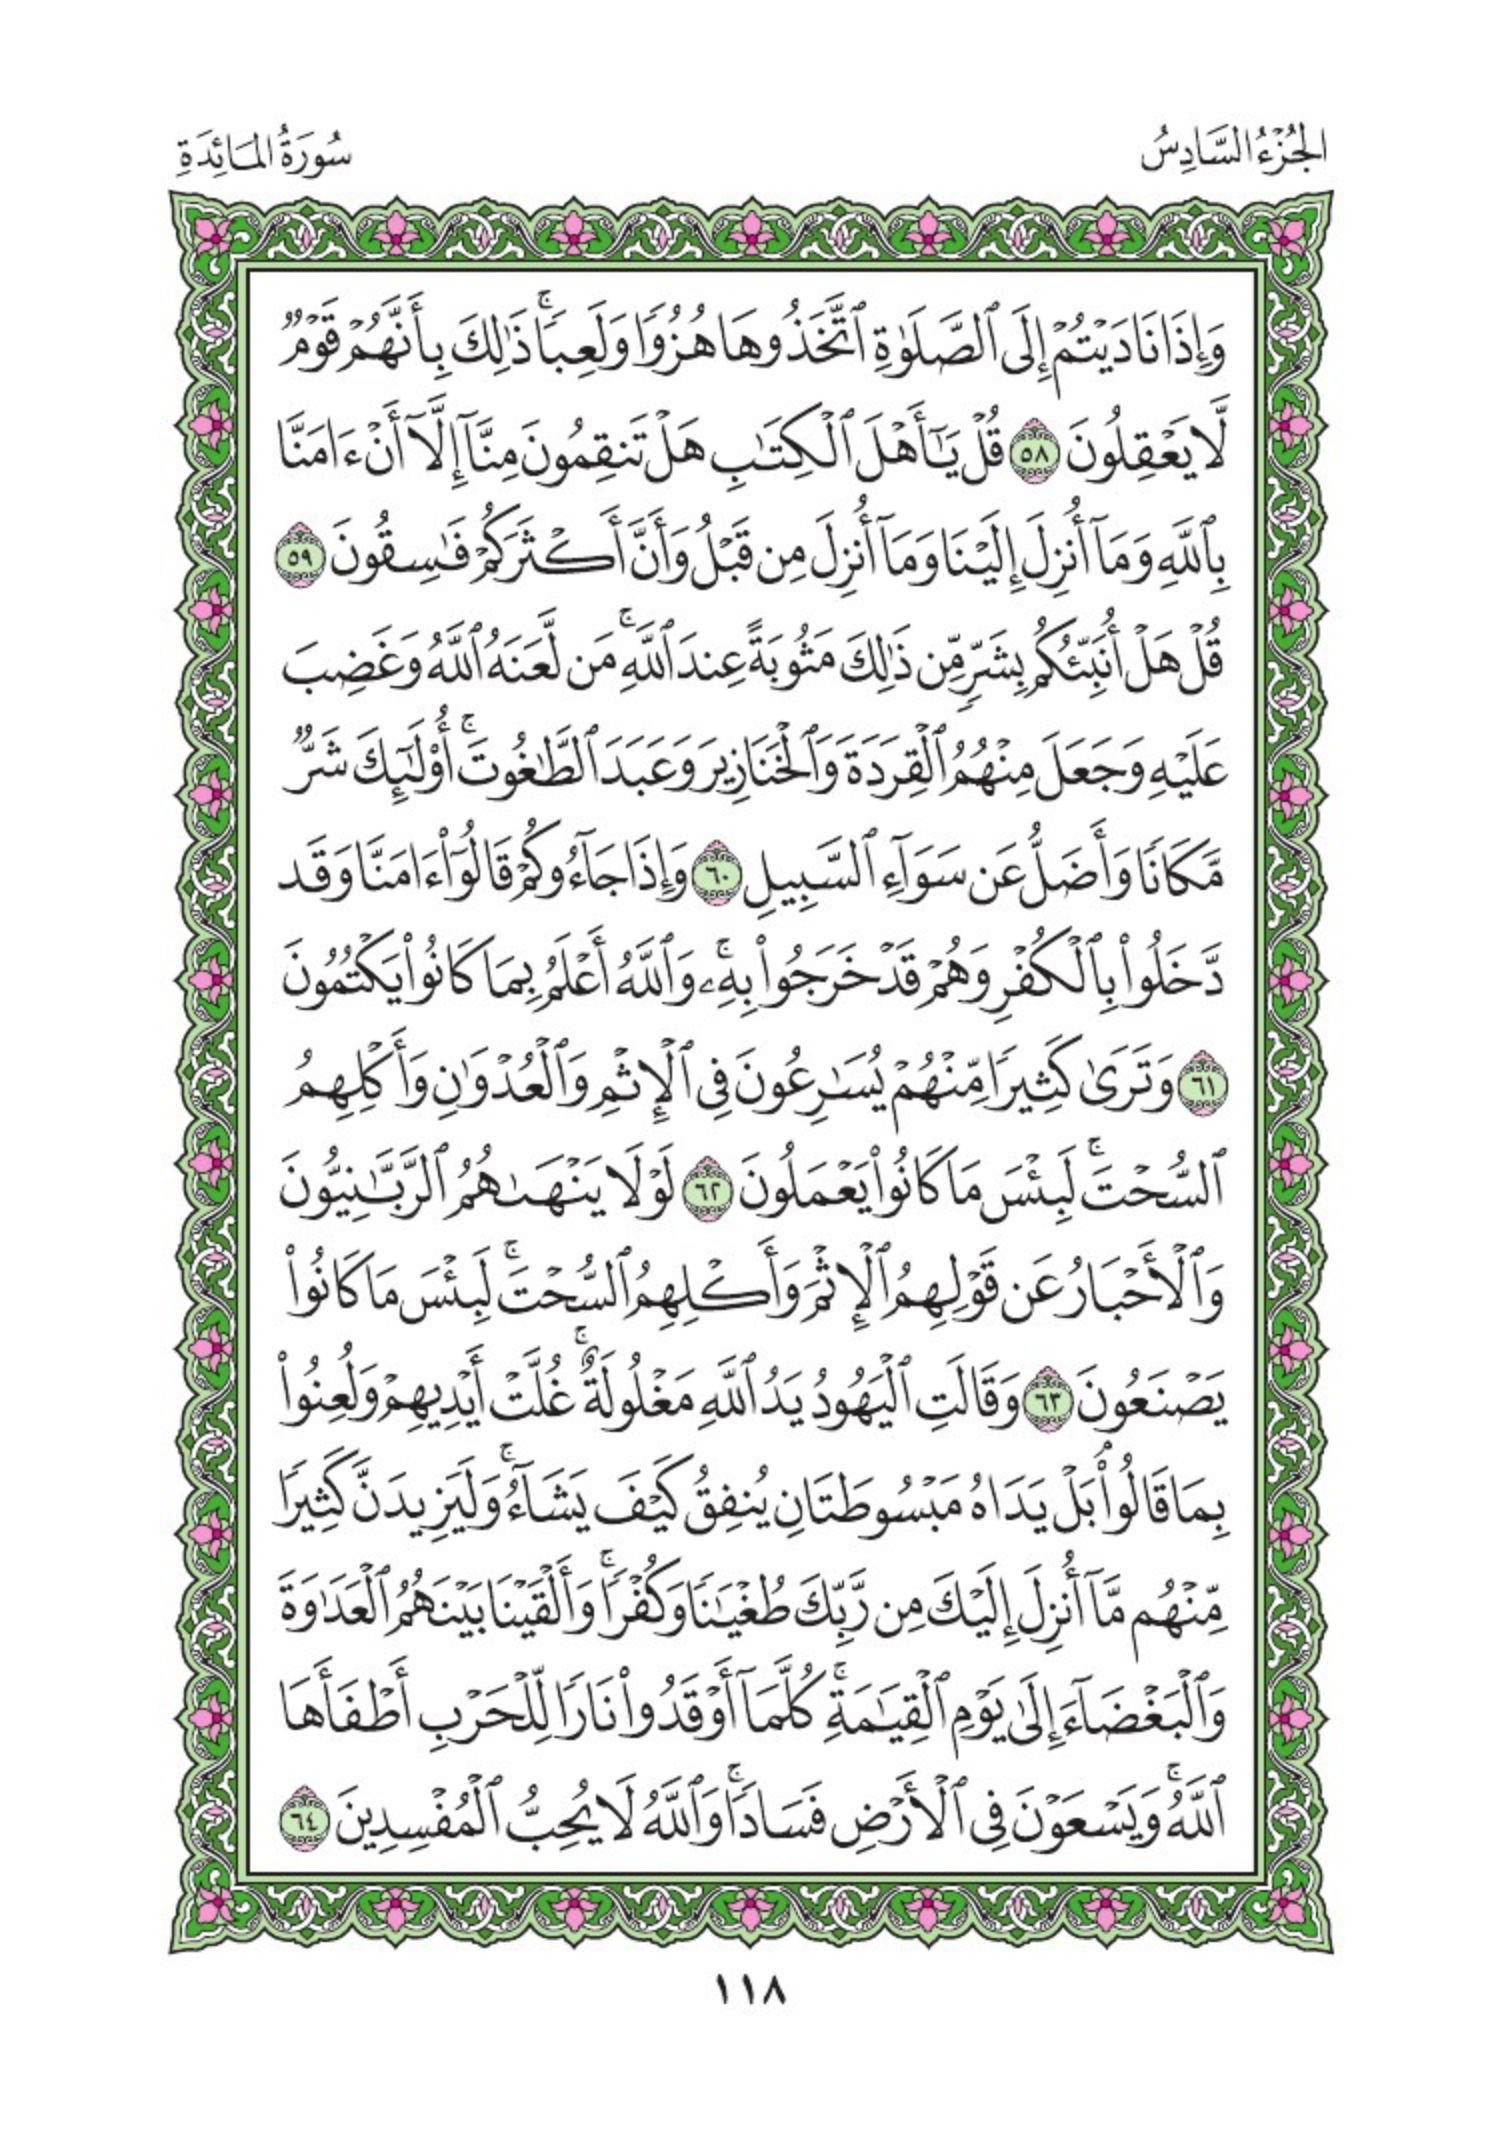 الجُزْءُ السَّادِسُ
سُورَةُ المَائِدَةِ
وَإِذَا نَادَيۡتُمۡ إِلَى ٱلصَّلَوٰةِ ٱتَّخَذُوهَا هُزُوٗا وَلَعِبٗاۚ ذَٰلِكَ بِأَنَّهُمۡ قَوۡمٞ
لَّا يَعۡقِلُونَ ٥٨ قُلۡ يَٰٓأَهۡلَ ٱلۡكِتَٰبِ هَلۡ تَنقِمُونَ مِنَّآ إِلَّآ أَنۡ ءَامَنَّا
بِٱللَّهِ وَمَآ أُنزِلَ إِلَيۡنَا وَمَآ أُنزِلَ مِن قَبۡلُ وَأَنَّ أَكۡثَرَكُمۡ فَٰسِقُونَ ٥٩
قُلۡ هَلۡ أُنَبِّئُكُم بِشَرّٖ مِّن ذَٰلِكَ مَثُوبَةً عِندَ ٱللَّهِۚ مَن لَّعَنَهُ ٱللَّهُ وَغَضِبَ
عَلَيۡهِ وَجَعَلَ مِنۡهُمُ ٱلۡقِرَدَةَ وَٱلۡخَنَازِيرَ وَعَبَدَ ٱلطَّٰغُوتَۚ أُوْلَٰٓئِكَ شَرّٞ
مَّكَانٗا وَأَضَلُّ عَن سَوَآءِ ٱلسَّبِيلِ ٦٠ وَإِذَا جَآءُوكُمۡ قَالُوٓاْ ءَامَنَّا وَقَد
دَّخَلُواْ بِٱلۡكُفۡرِ وَهُمۡ قَدۡ خَرَجُواْ بِهِۦۚ وَٱللَّهُ أَعۡلَمُ بِمَا كَانُواْ يَكۡتُمُونَ
٦١ وَتَرَىٰ كَثِيرٗا مِّنۡهُمۡ يُسَٰرِعُونَ فِي ٱلۡإِثۡمِ وَٱلۡعُدۡوَٰنِ وَأَكۡلِهِمُ
ٱلسُّحۡتَۚ لَبِئۡسَ مَا كَانُواْ يَعۡمَلُونَ ٦٢ لَوۡلَا يَنۡهَىٰهُمُ ٱلرَّبَّٰنِيُّونَ
وَٱلۡأَحۡبَارُ عَن قَوۡلِهِمُ ٱلۡإِثۡمَ وَأَكۡلِهِمُ ٱلسُّحۡتَۚ لَبِئۡسَ مَا كَانُواْ
يَصۡنَعُونَ ٦٣ وَقَالَتِ ٱلۡيَهُودُ يَدُ ٱللَّهِ مَغۡلُولَةٌۚ غُلَّتۡ أَيۡدِيهِمۡ وَلُعِنُواْ
بِمَا قَالُواْۘ بَلۡ يَدَاهُ مَبۡسُوطَتَانِ يُنفِقُ كَيۡفَ يَشَآءُۚ وَلَيَزِيدَنَّ كَثِيرٗا
مِّنۡهُم مَّآ أُنزِلَ إِلَيۡكَ مِن رَّبِّكَ طُغۡيَٰنٗا وَكُفۡرٗاۚ وَأَلۡقَيۡنَا بَيۡنَهُمُ ٱلۡعَدَٰوَةَ
وَٱلۡبَغۡضَآءَ إِلَىٰ يَوۡمِ ٱلۡقِيَٰمَةِۚ كُلَّمَآ أَوۡقَدُواْ نَارٗا لِّلۡحَرۡبِ أَطۡفَأَهَا
ٱللَّهُۚ وَيَسۡعَوۡنَ فِي ٱلۡأَرۡضِ فَسَادٗاۚ وَٱللَّهُ لَا يُحِبُّ ٱلۡمُفۡسِدِينَ ٦٤
١١٨